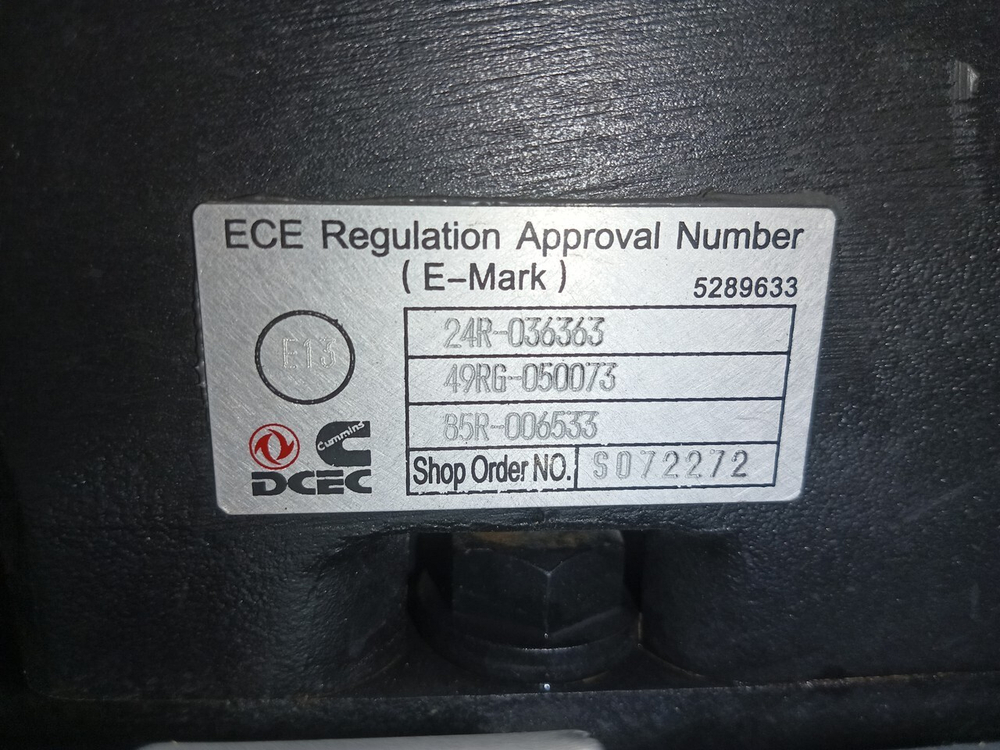 ECE Regulation Approval Number
( E-Mark )
5289633
E13
24R-036363
49RG-050073
85R-006533
Shop Order NO. S072272
Cummins
DCEC